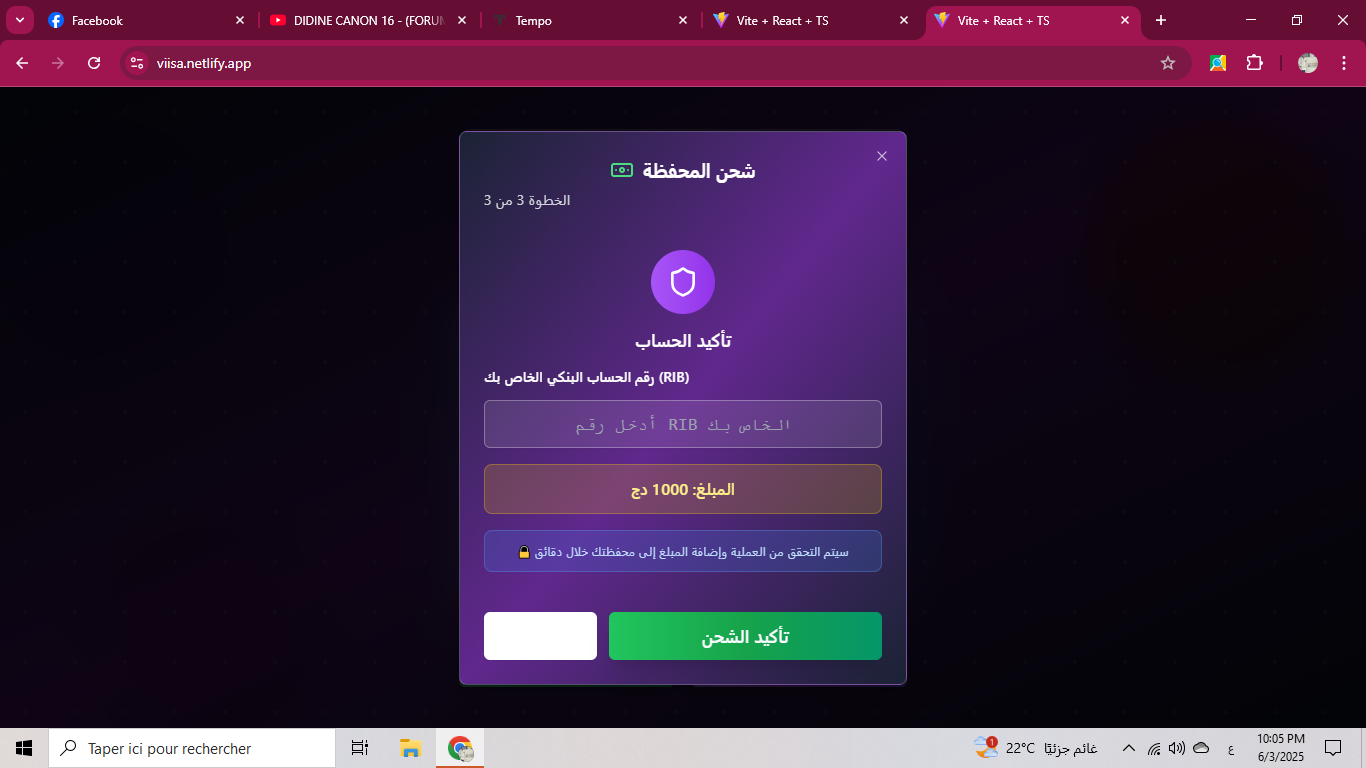 Facebook
DIDINE CANON 16 - (FORUM
Tempo
Vite + React + TS
Vite + React + TS
viisa.netlify.app
شحن المحفظة
الخطوة 3 من 3
تأكيد الحساب
رقم الحساب البنكي الخاص بك (RIB)
الخاص بك RIB أدخل رقم
المبلغ: 1000 دج
سيتم التحقق من العملية وإضافة المبلغ إلى محفظتك خلال دقائق 🔒
تأكيد الشحن
Taper ici pour rechercher
1
22°C غائم جزئيًا
ع
10:05 PM
6/3/2025